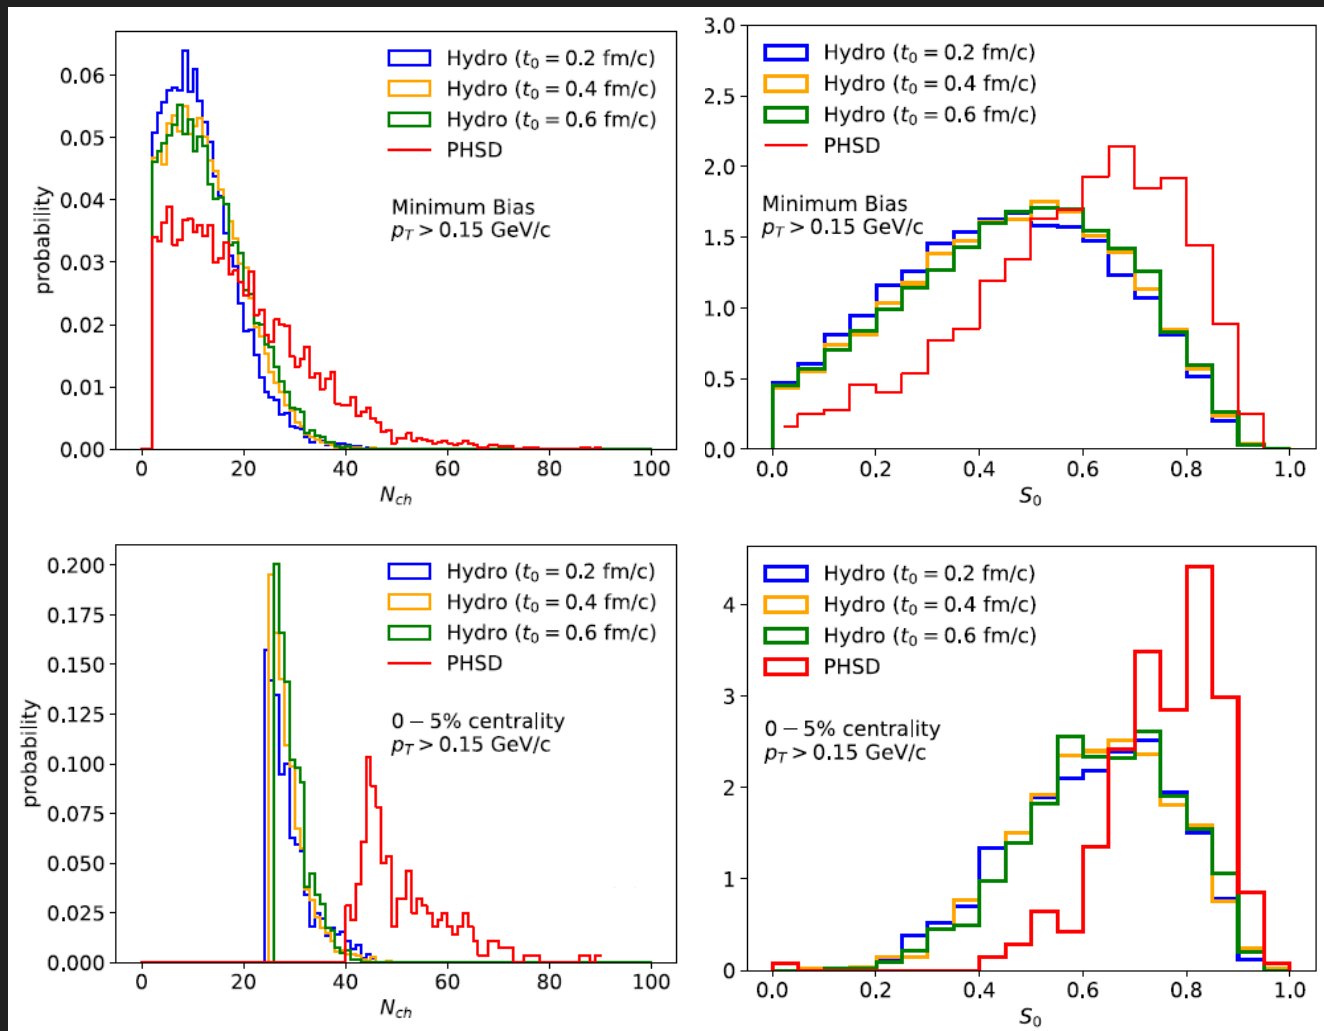 Hydro (t₀ = 0.2 fm/c)
Hydro (t₀ = 0.4 fm/c)
Hydro (t₀ = 0.6 fm/c)
PHSD
Minimum Bias
p_T > 0.15 GeV/c
probability
0.06
0.05
0.04
0.03
0.02
0.01
0.00
0 20 40 60 80 100
N_ch
Hydro (t₀ = 0.2 fm/c)
Hydro (t₀ = 0.4 fm/c)
Hydro (t₀ = 0.6 fm/c)
PHSD
Minimum Bias
p_T > 0.15 GeV/c
3.0
2.5
2.0
1.5
1.0
0.5
0.0
0.0 0.2 0.4 0.6 0.8 1.0
S₀
Hydro (t₀ = 0.2 fm/c)
Hydro (t₀ = 0.4 fm/c)
Hydro (t₀ = 0.6 fm/c)
PHSD
0 − 5% centrality
p_T > 0.15 GeV/c
probability
0.200
0.175
0.150
0.125
0.100
0.075
0.050
0.025
0.000
0 20 40 60 80 100
N_ch
Hydro (t₀ = 0.2 fm/c)
Hydro (t₀ = 0.4 fm/c)
Hydro (t₀ = 0.6 fm/c)
PHSD
0 − 5% centrality
p_T > 0.15 GeV/c
4
3
2
1
0
0.0 0.2 0.4 0.6 0.8 1.0
S₀